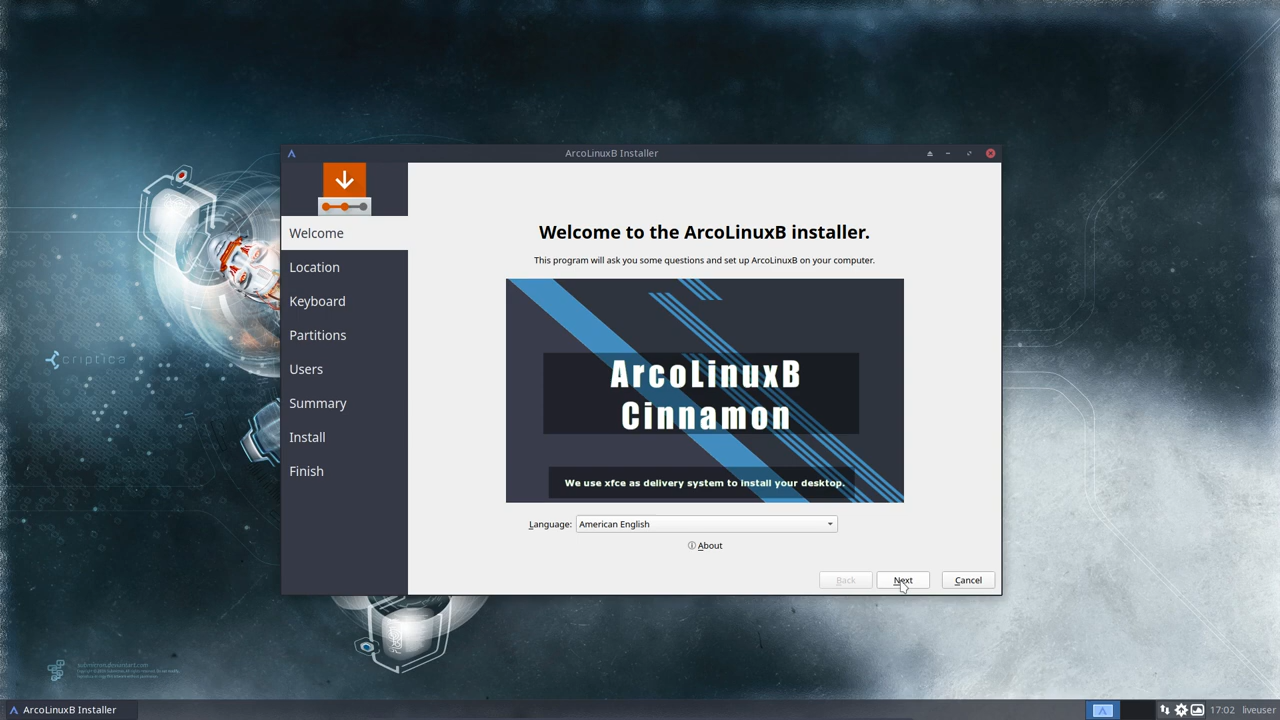 ArcoLinuxB Installer
Welcome
Location
Keyboard
Partitions
Users
Summary
Install
Finish
Welcome to the ArcoLinuxB installer.
This program will ask you some questions and set up ArcoLinuxB on your computer.
ArcoLinuxB
Cinnamon
We use xfce as delivery system to install your desktop.
Language: American English
About
Back Next Cancel
criptica
ArcoLinuxB Installer
17:02 liveuser